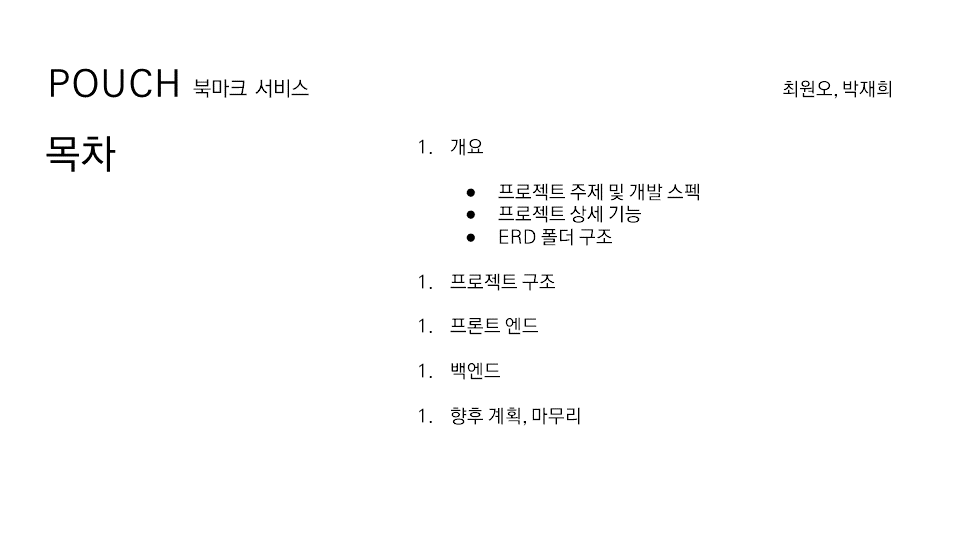 POUCH 북마크 서비스
최원오, 박재희
목차
1. 개요
● 프로젝트 주제 및 개발 스펙
● 프로젝트 상세 기능
● ERD 폴더 구조
1. 프로젝트 구조
1. 프론트 엔드
1. 백엔드
1. 향후 계획, 마무리